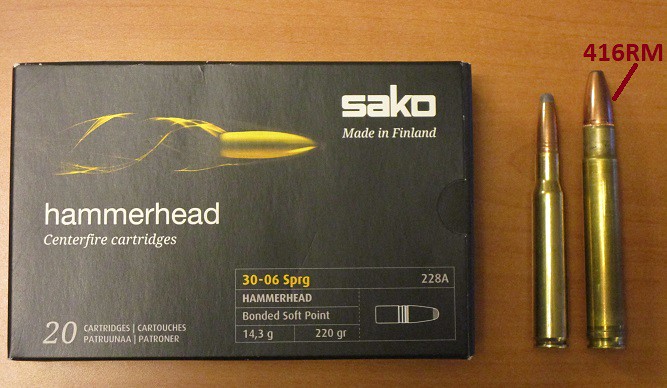 416RM
sako
Made in Finland
hammerhead
Centerfire cartridges
30-06 Sprg 228A
HAMMERHEAD
Bonded Soft Point
14,3 g 220 gr
20 CARTRIDGES | CARTOUCHES
PATRUUNAA | PATRONER